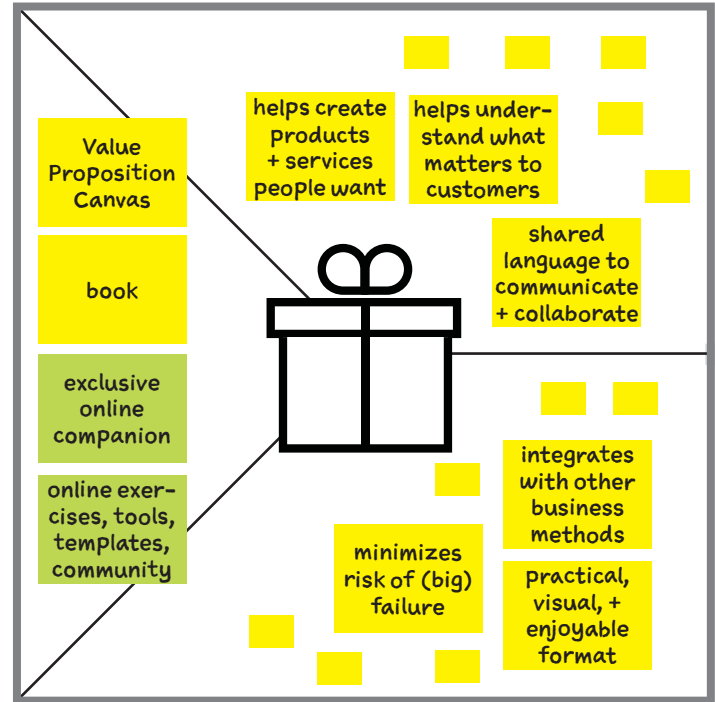 Value
Proposition
Canvas
book
exclusive
online
companion
online exer-
cises, tools,
templates,
community
helps create
products
+ services
people want
helps under-
stand what
matters to
customers
shared
language to
communicate
+ collaborate
integrates
with other
business
methods
minimizes
risk of (big)
failure
practical,
visual, +
enjoyable
format